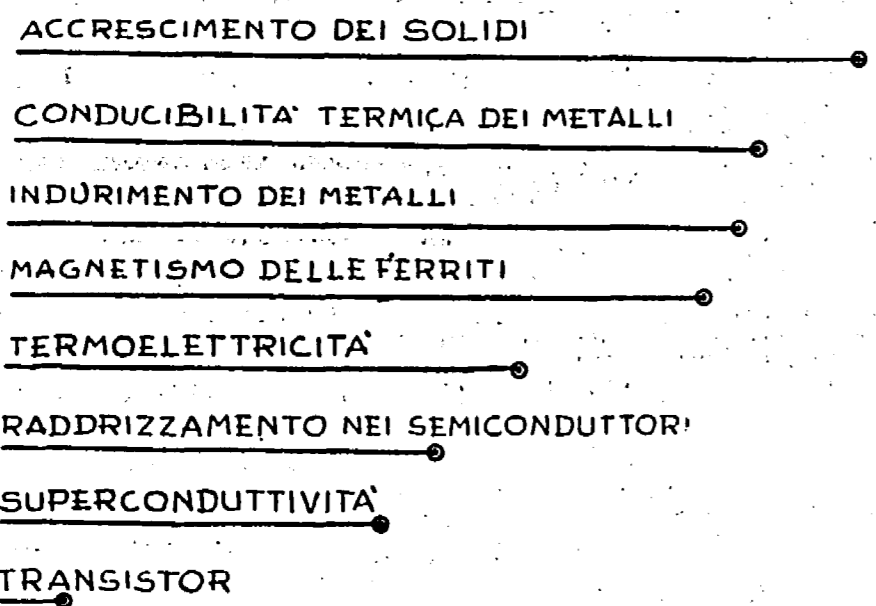 ACCRESCIMENTO DEI SOLIDI
CONDUCIBILITA' TERMICA DEI METALLI
INDURIMENTO DEI METALLI
MAGNETISMO DELLE FERRITI
TERMOELETTRICITA'
RADDRIZZAMENTO NEI SEMICONDUTTORI
SUPERCONDUTTIVITA'
TRANSISTOR